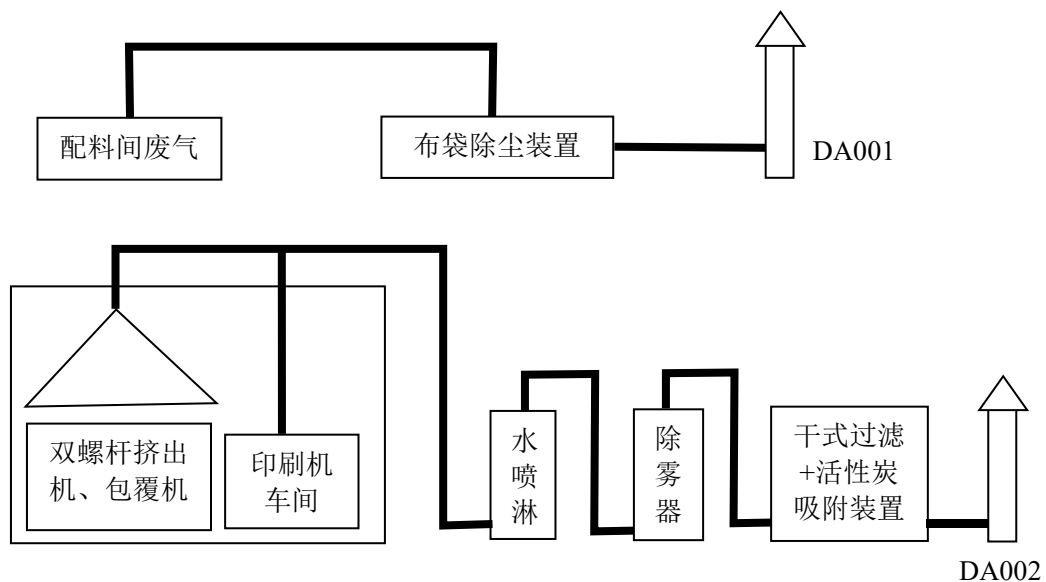 配料间废气
布袋除尘装置
DA001
双螺杆挤出
机、包覆机
印刷机
车间
水
喷
淋
除
雾
器
干式过滤
+活性炭
吸附装置
DA002